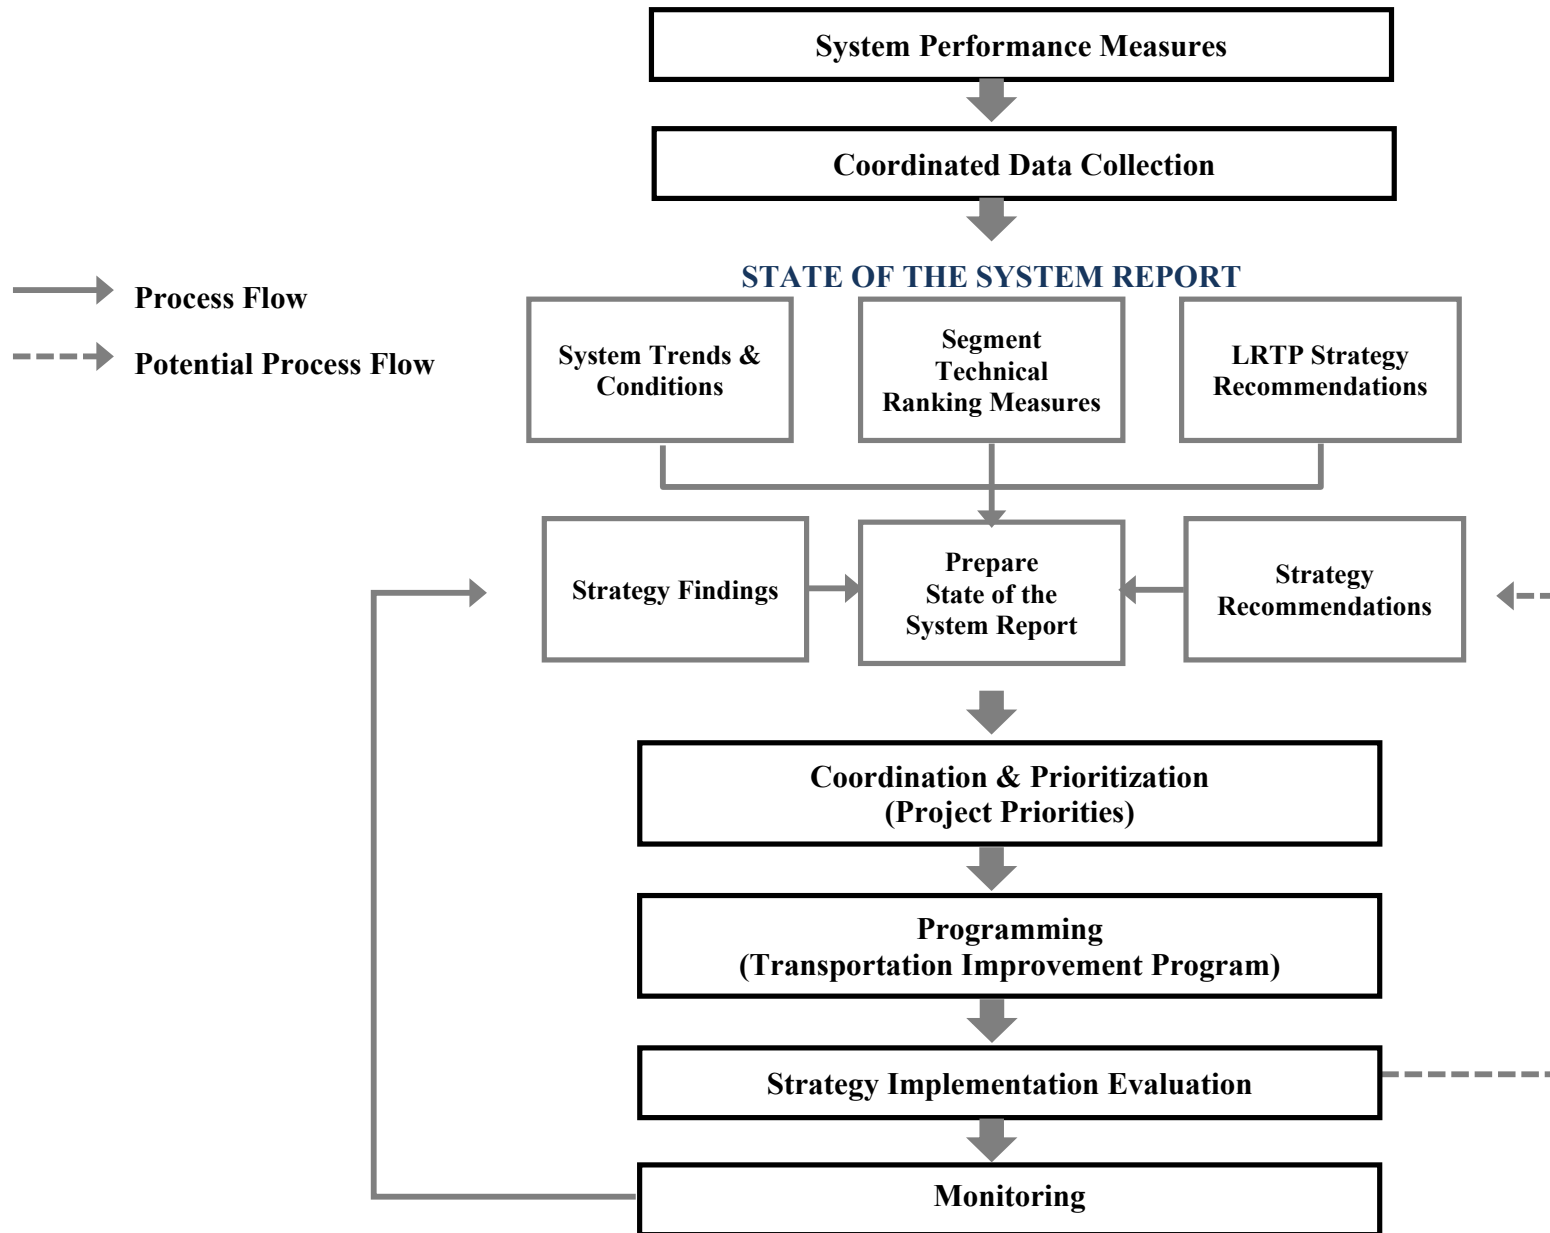 System Performance Measures
Coordinated Data Collection
Process Flow
Potential Process Flow
STATE OF THE SYSTEM REPORT
System Trends &
Conditions
Segment
Technical
Ranking Measures
LRTP Strategy
Recommendations
Strategy Findings
Prepare
State of the
System Report
Strategy
Recommendations
Coordination & Prioritization
(Project Priorities)
Programming
(Transportation Improvement Program)
Strategy Implementation Evaluation
Monitoring